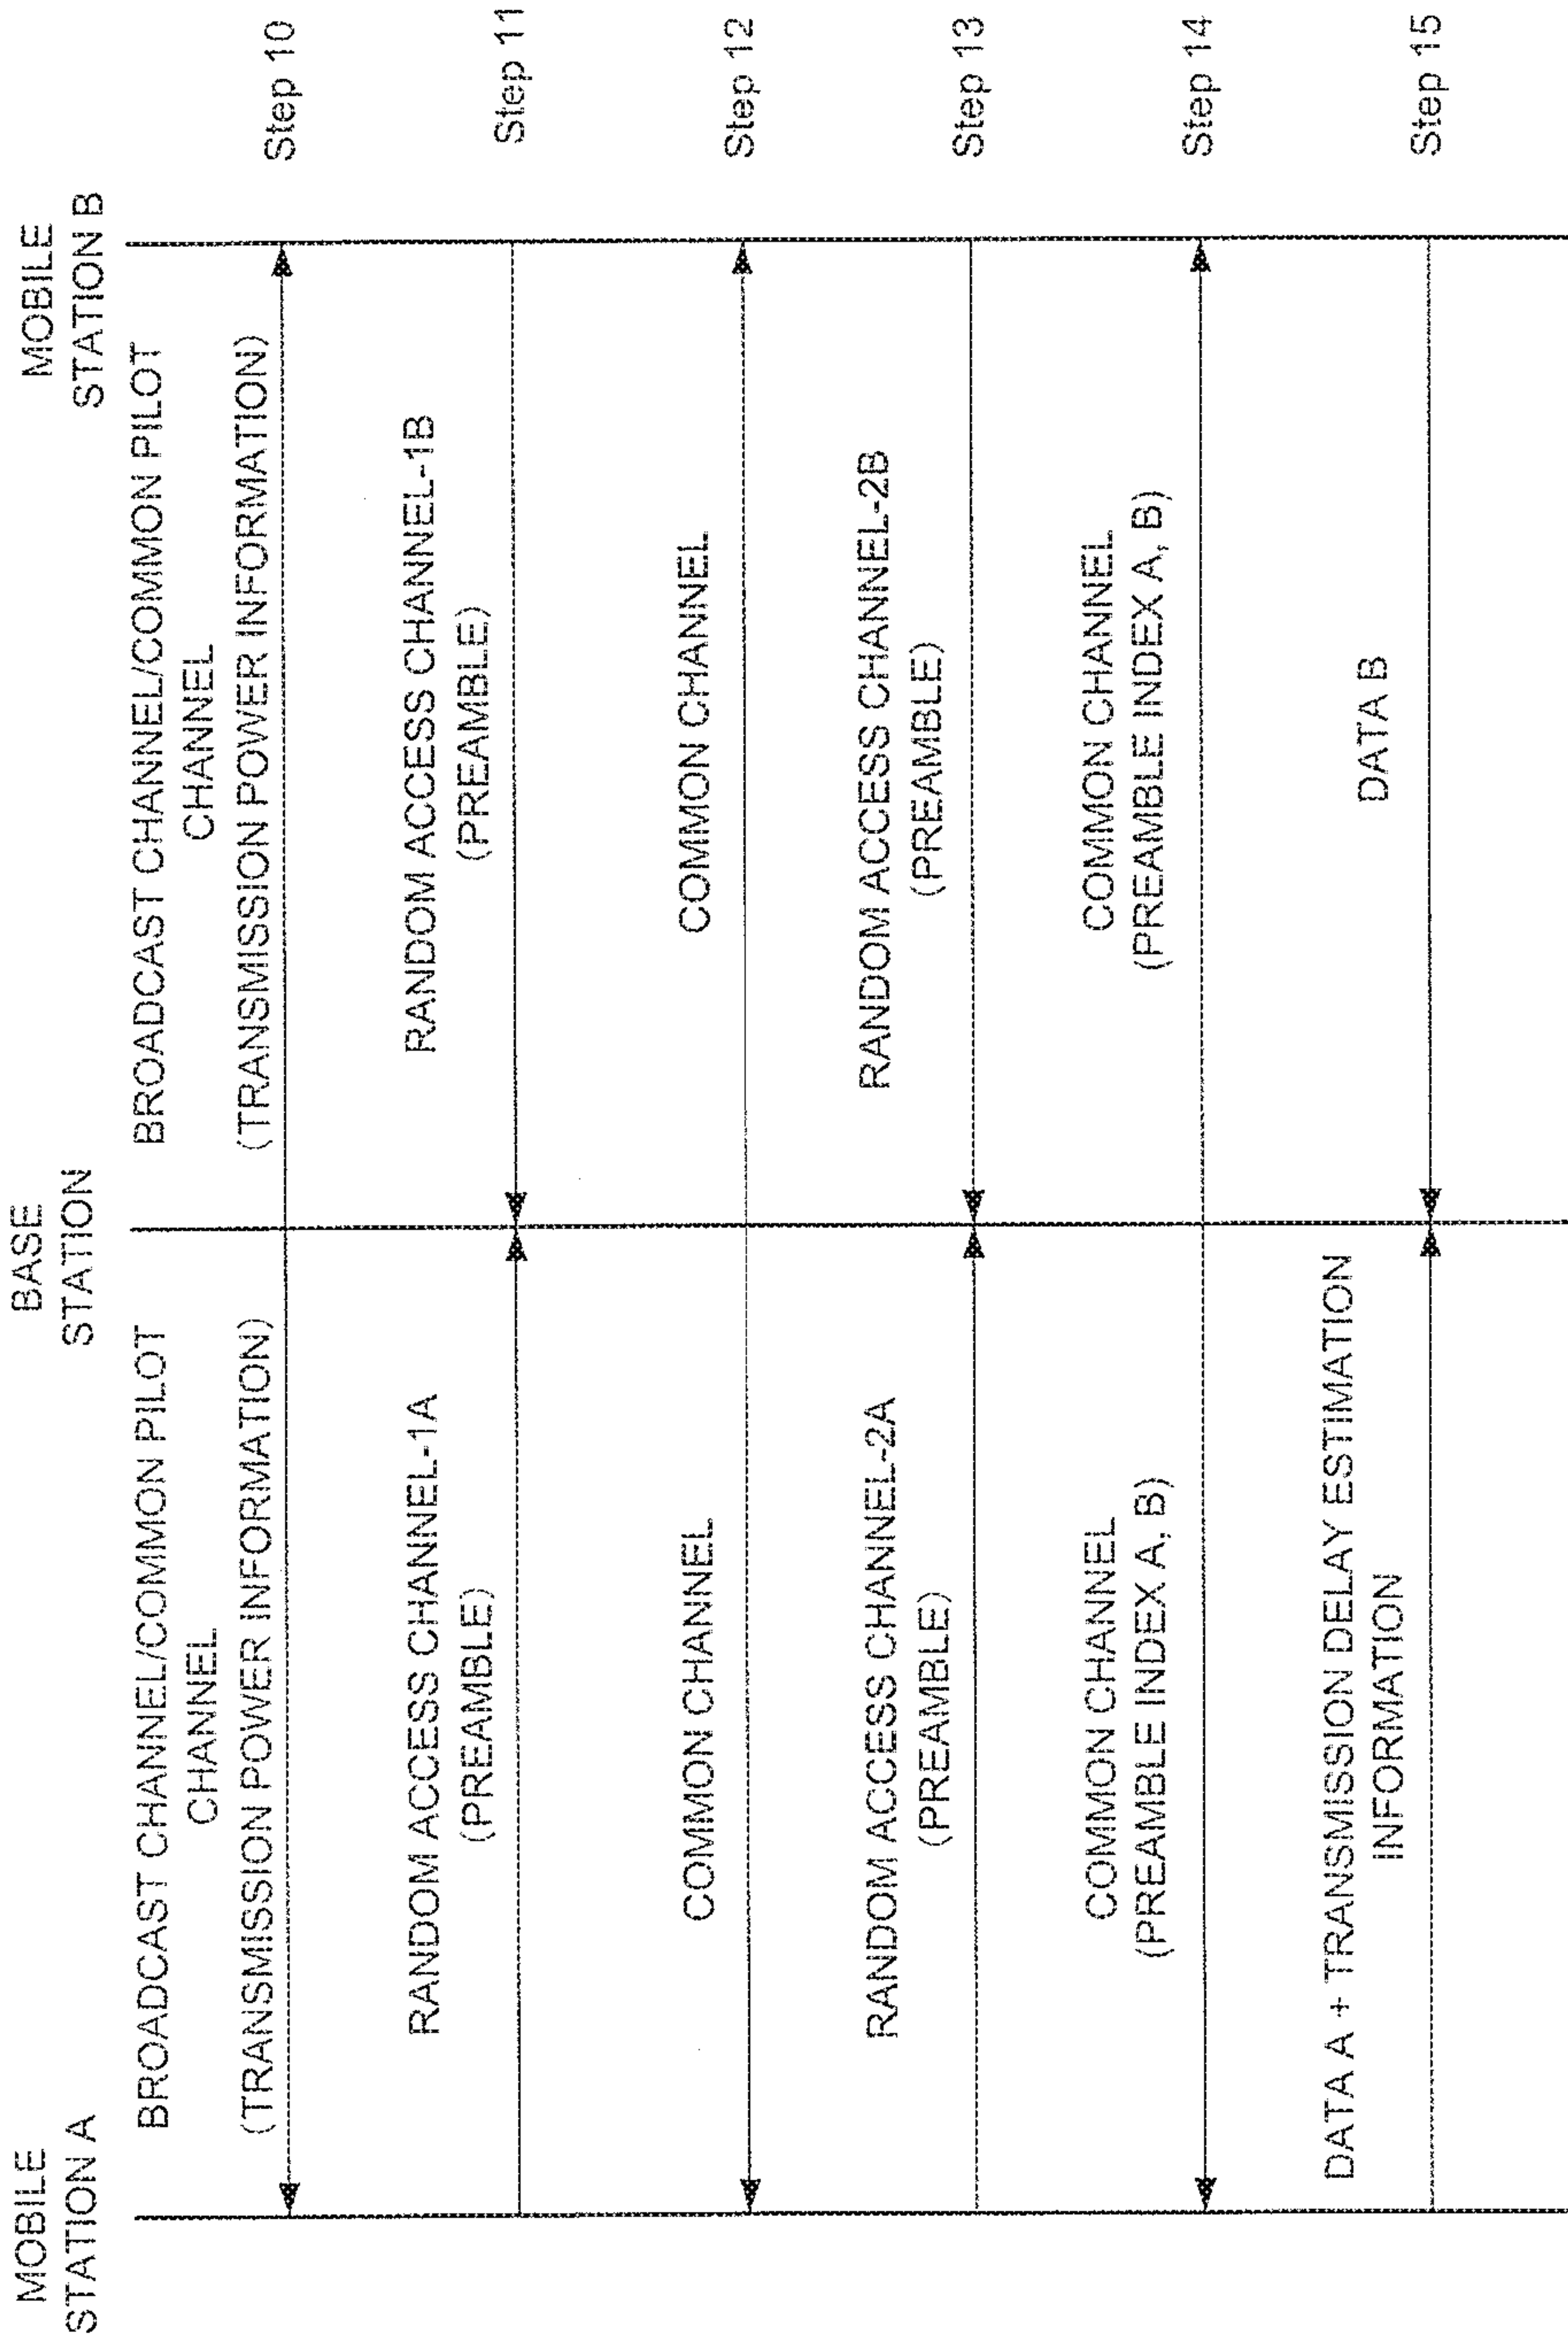 MOBILE
STATION A
BASE
STATION
MOBILE
STATION B
BROADCAST CHANNEL/COMMON PILOT
CHANNEL
(TRANSMISSION POWER INFORMATION)
BROADCAST CHANNEL/COMMON PILOT
CHANNEL
(TRANSMISSION POWER INFORMATION)
Step 10
RANDOM ACCESS CHANNEL-1A
(PREAMBLE)
RANDOM ACCESS CHANNEL-1B
(PREAMBLE)
Step 11
COMMON CHANNEL
COMMON CHANNEL
Step 12
RANDOM ACCESS CHANNEL-2A
(PREAMBLE)
RANDOM ACCESS CHANNEL-2B
(PREAMBLE)
Step 13
COMMON CHANNEL
(PREAMBLE INDEX A, B)
COMMON CHANNEL
(PREAMBLE INDEX A, B)
Step 14
DATA A + TRANSMISSION DELAY ESTIMATION
INFORMATION
DATA B
Step 15